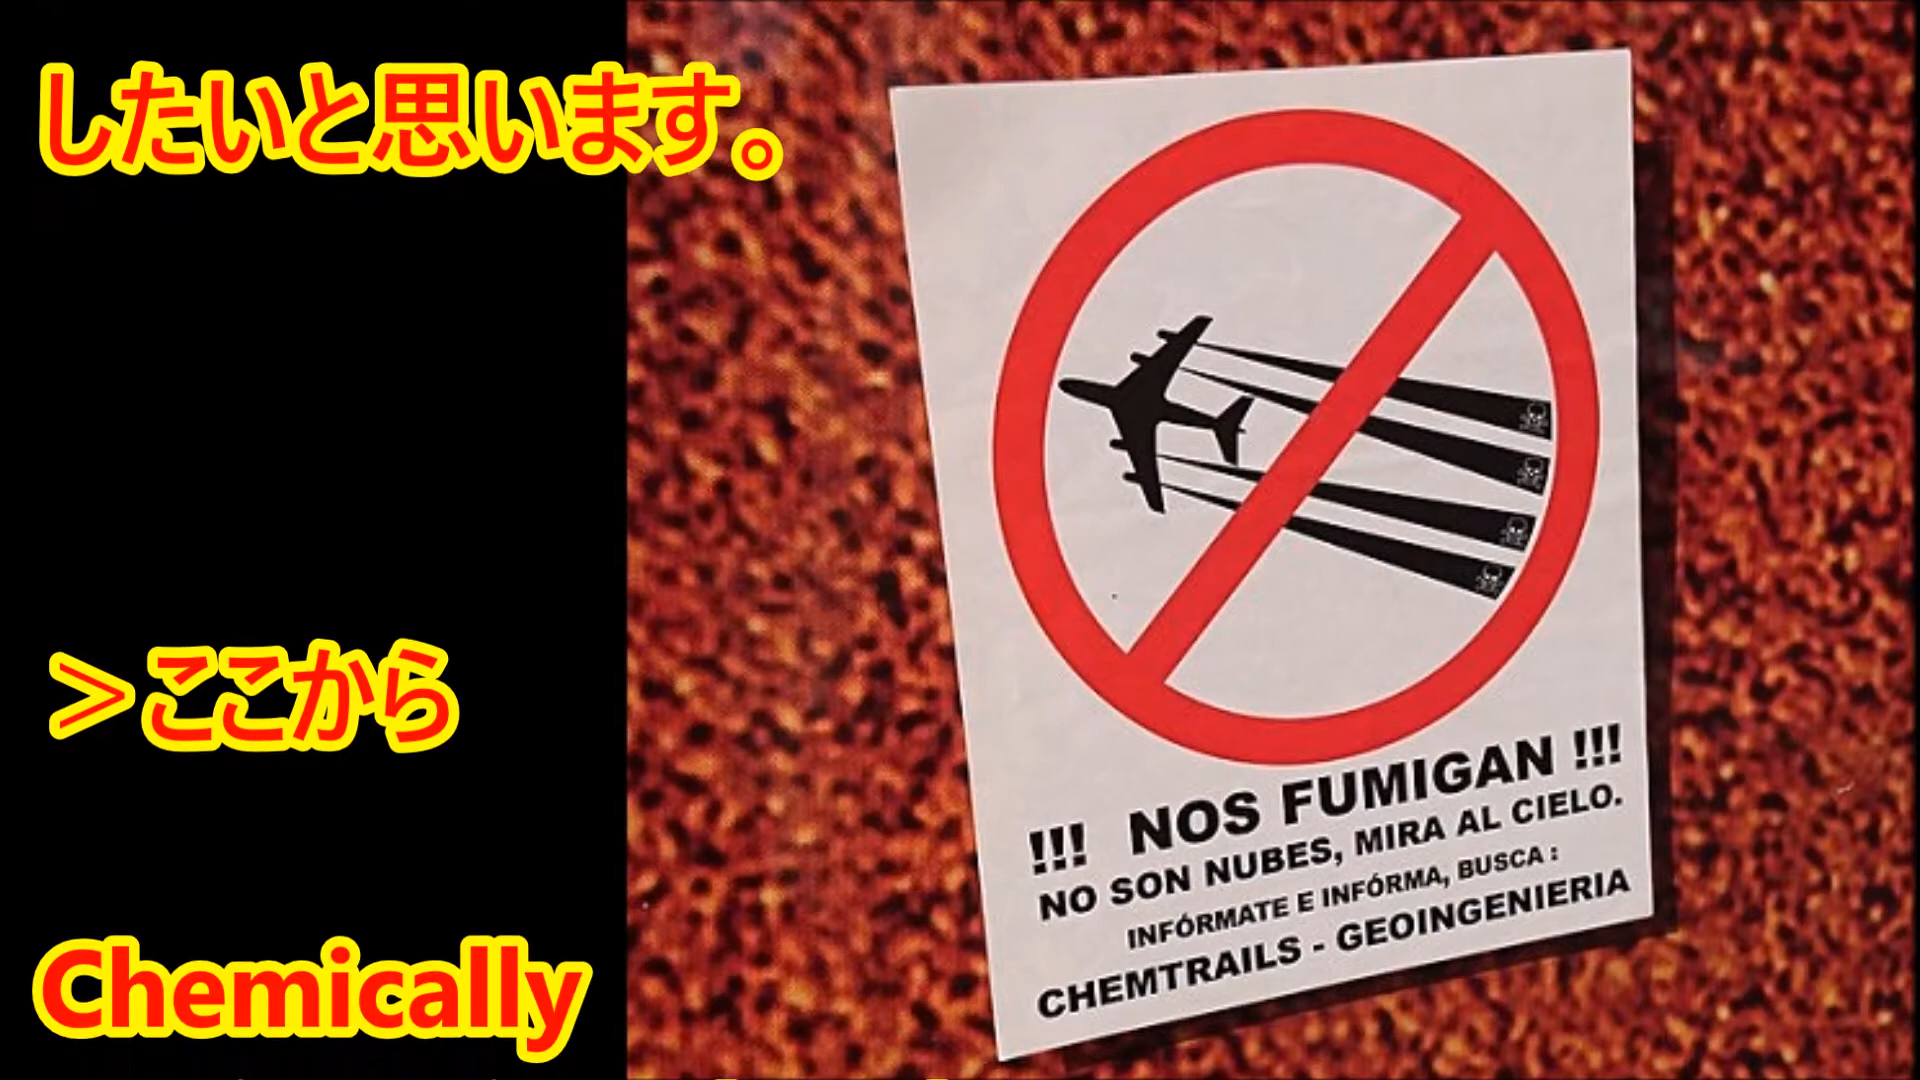 したいと思います。
＞ここから
Chemically
!!! NOS FUMIGAN !!!
NO SON NUBES, MIRA AL CIELO.
INFÓRMATE E INFÓRMA, BUSCA :
CHEMTRAILS - GEOINGENIERIA